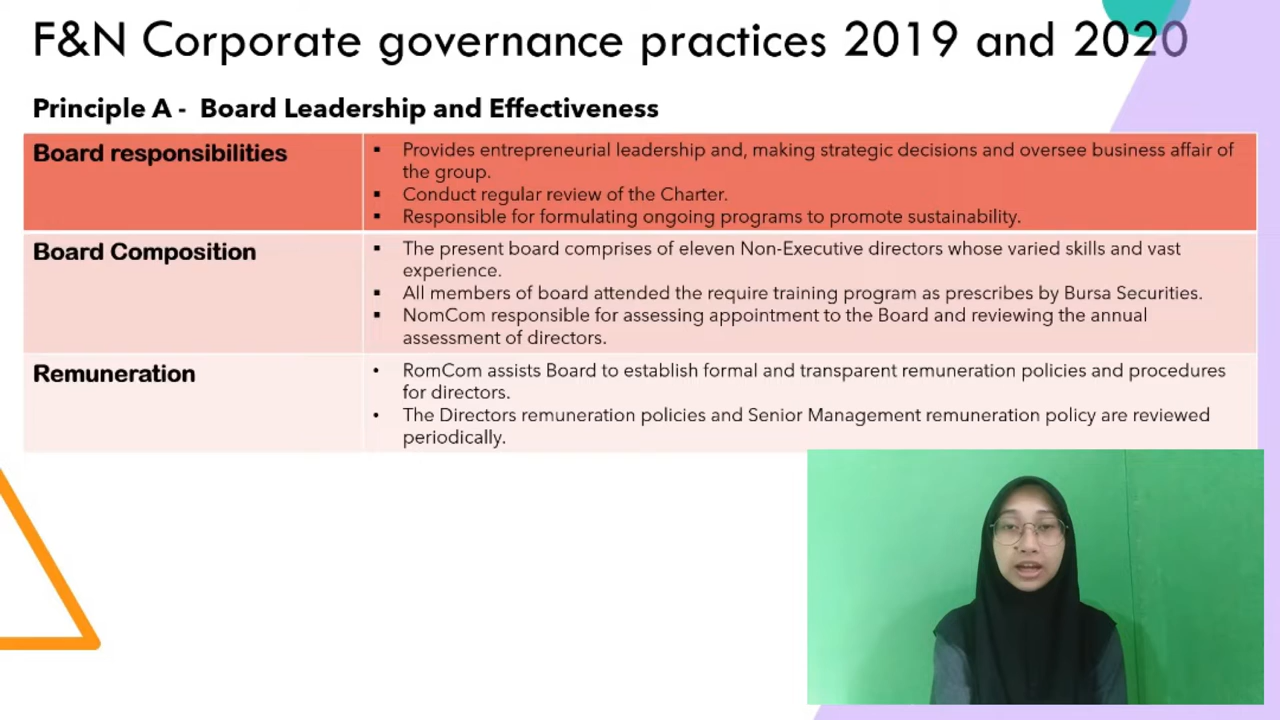 F&N Corporate governance practices 2019 and 2020
Principle A - Board Leadership and Effectiveness
Board responsibilities
▪ Provides entrepreneurial leadership and, making strategic decisions and oversee business affair of
the group.
▪ Conduct regular review of the Charter.
▪ Responsible for formulating ongoing programs to promote sustainability.
Board Composition
▪ The present board comprises of eleven Non-Executive directors whose varied skills and vast
experience.
▪ All members of board attended the require training program as prescribes by Bursa Securities.
▪ NomCom responsible for assessing appointment to the Board and reviewing the annual
assessment of directors.
Remuneration
• RomCom assists Board to establish formal and transparent remuneration policies and procedures
for directors.
• The Directors remuneration policies and Senior Management remuneration policy are reviewed
periodically.